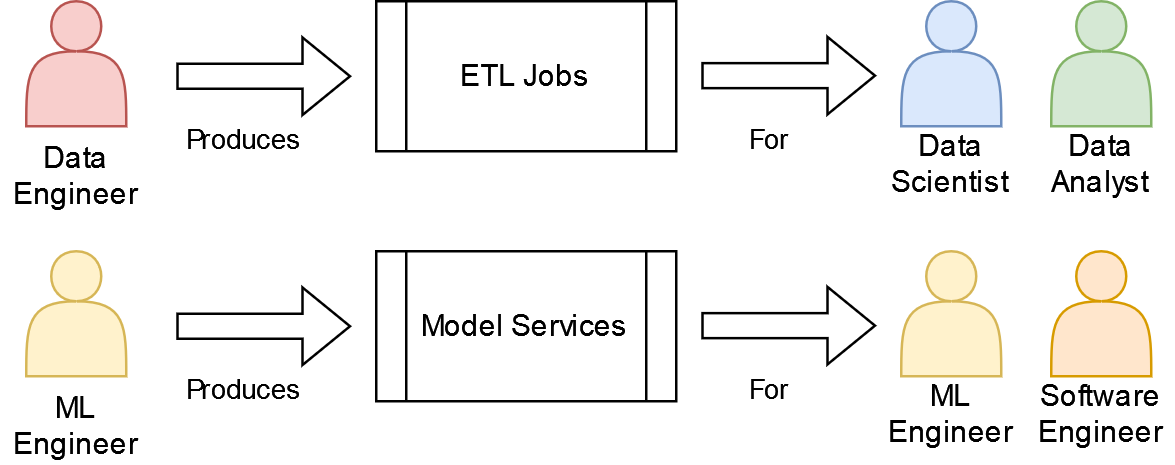 ETL Jobs
Produces
For
Data
Engineer
Data
Scientist
Data
Analyst
Model Services
Produces
For
ML
Engineer
ML
Engineer
Software
Engineer